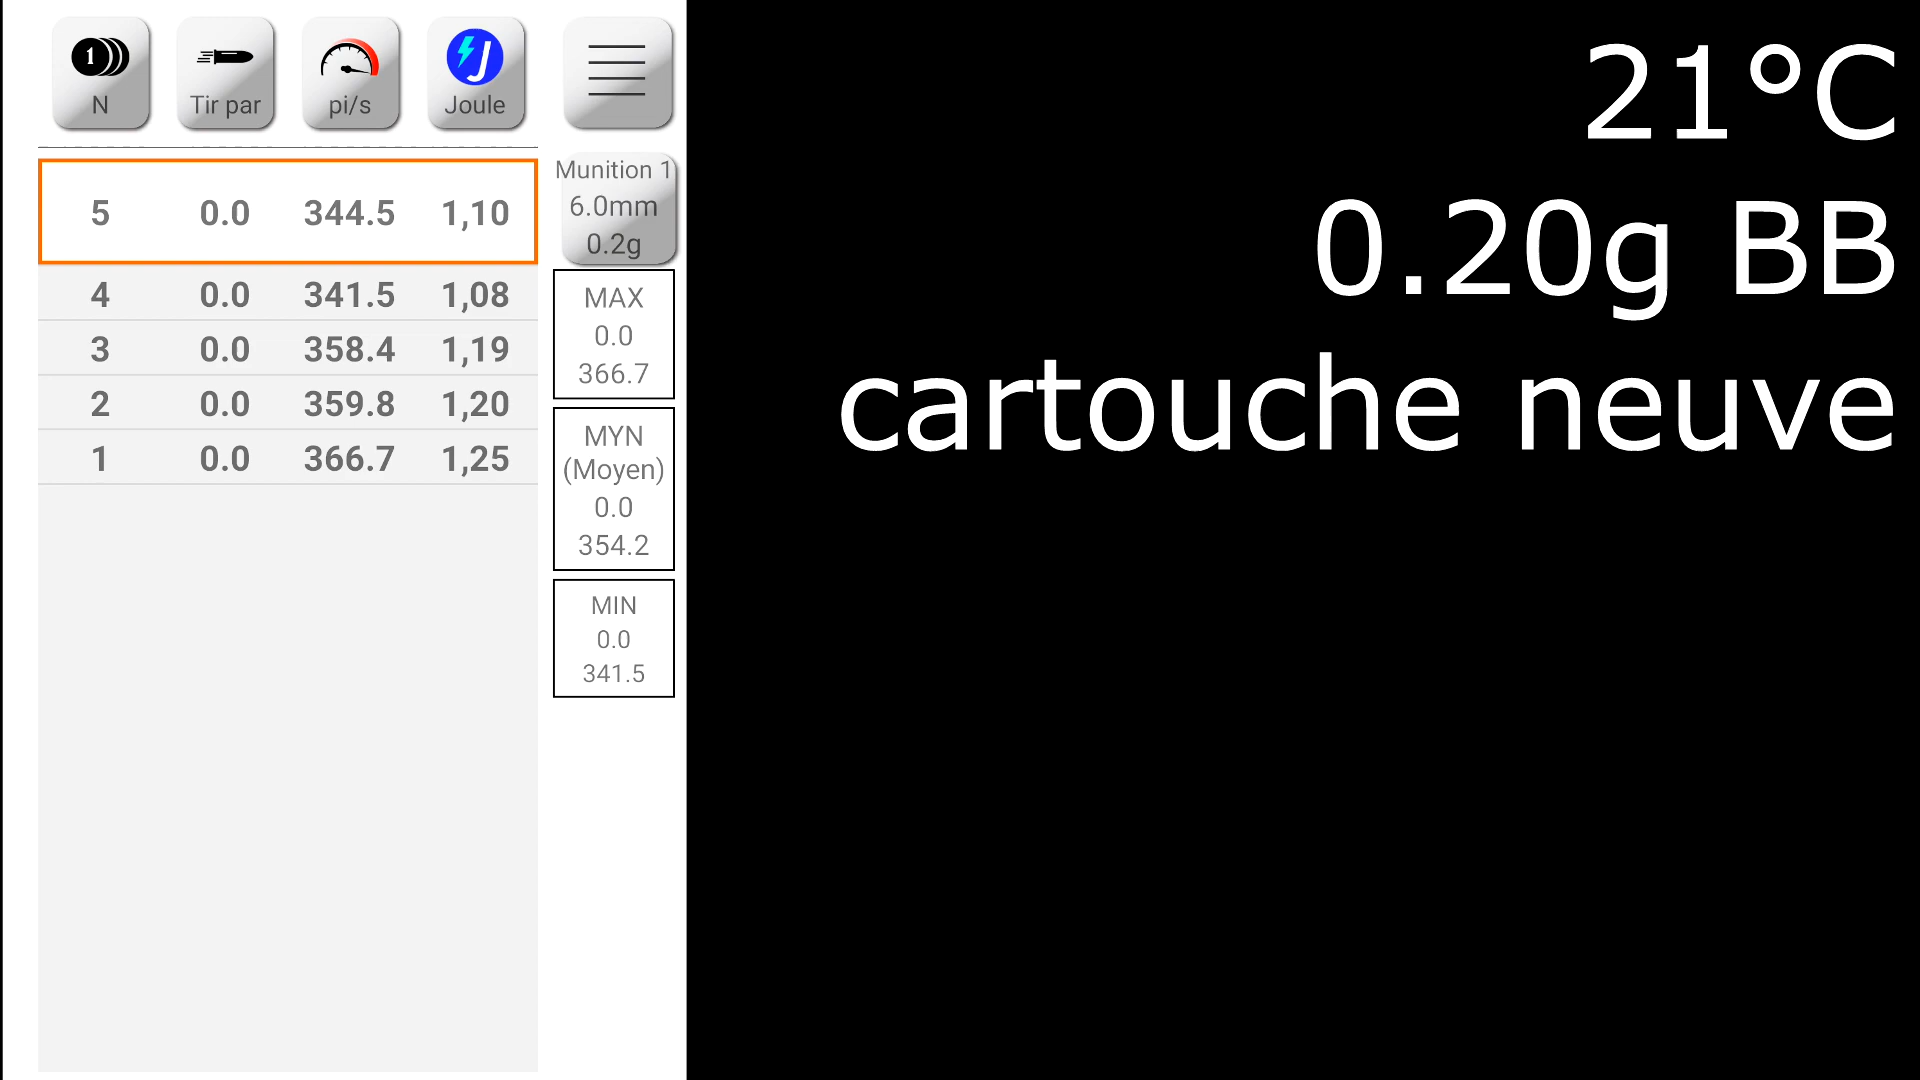 1
N
Tir par
pi/s
J
Joule
5 0.0 344.5 1,10
4 0.0 341.5 1,08
3 0.0 358.4 1,19
2 0.0 359.8 1,20
1 0.0 366.7 1,25
Munition 1
6.0mm
0.2g
MAX
0.0
366.7
MYN
(Moyen)
0.0
354.2
MIN
0.0
341.5
21°C
0.20g BB
cartouche neuve